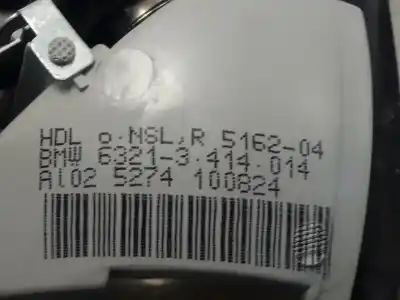 HDL o.NSL,R 5162-04
BMW 6321-3.414.014
Al02 5274 100824